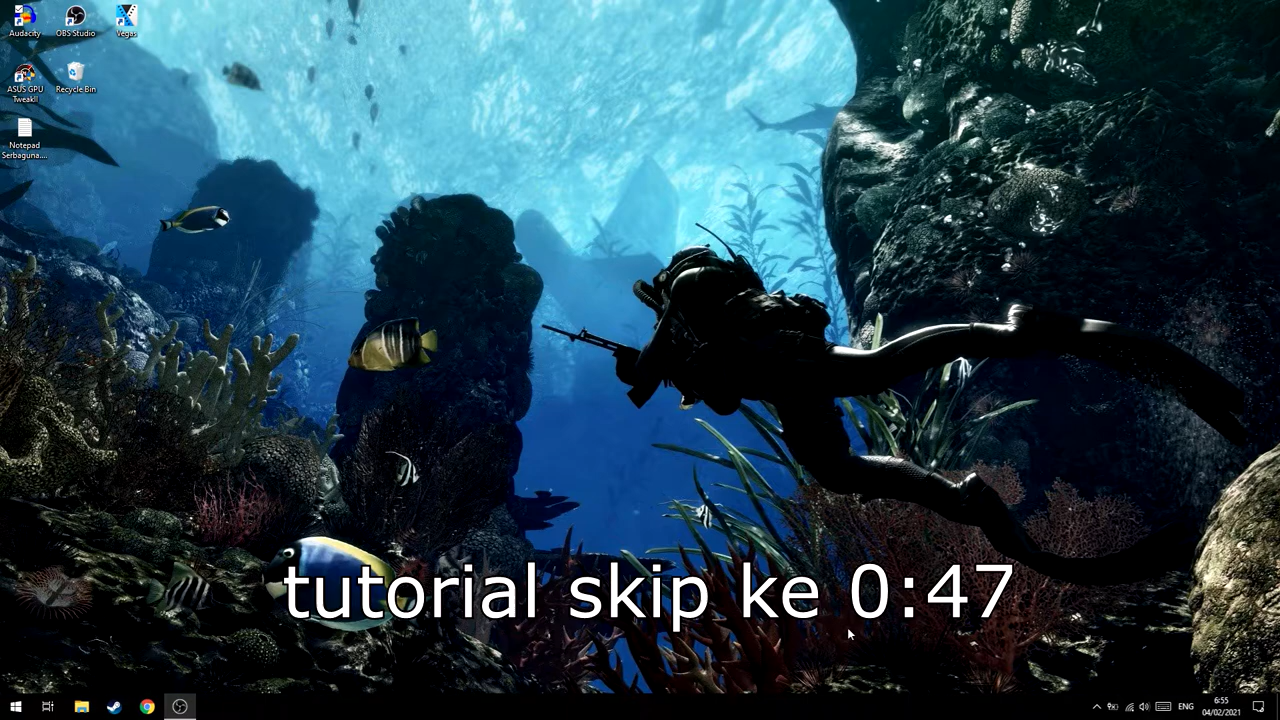 Audacity
OBS Studio
Vegas
ASUS GPU
TweakII
Recycle Bin
Notepad
Serbaguna....
tutorial skip ke 0:47
ENG
6:55
04/02/2021